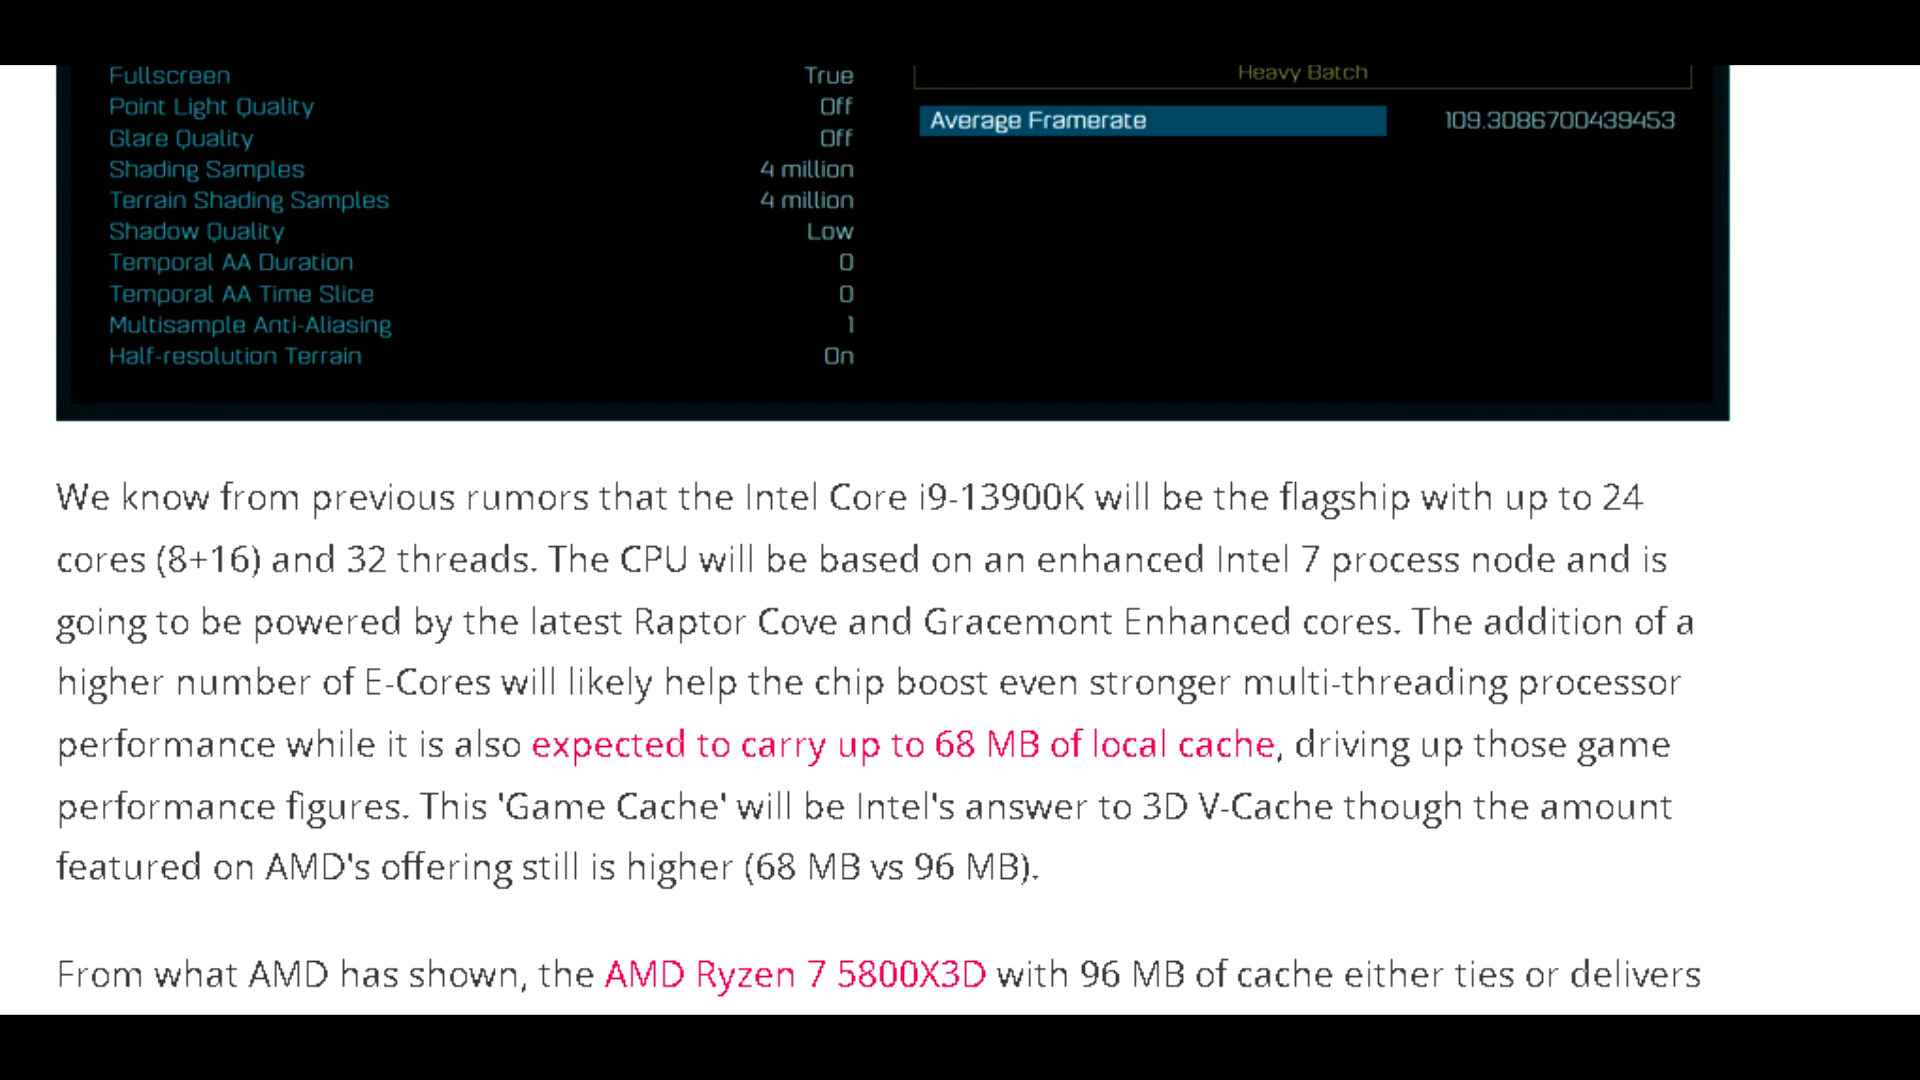 Fullscreen True
Point Light Quality Off
Glare Quality Off
Shading Samples 4 million
Terrain Shading Samples 4 million
Shadow Quality Low
Temporal AA Duration 0
Temporal AA Time Slice 0
Multisample Anti-Aliasing 1
Half-resolution Terrain On
Heavy Batch
Average Framerate 109.3086700439453
We know from previous rumors that the Intel Core i9-13900K will be the flagship with up to 24
cores (8+16) and 32 threads. The CPU will be based on an enhanced Intel 7 process node and is
going to be powered by the latest Raptor Cove and Gracemont Enhanced cores. The addition of a
higher number of E-Cores will likely help the chip boost even stronger multi-threading processor
performance while it is also expected to carry up to 68 MB of local cache, driving up those game
performance figures. This 'Game Cache' will be Intel's answer to 3D V-Cache though the amount
featured on AMD's offering still is higher (68 MB vs 96 MB).
From what AMD has shown, the AMD Ryzen 7 5800X3D with 96 MB of cache either ties or delivers